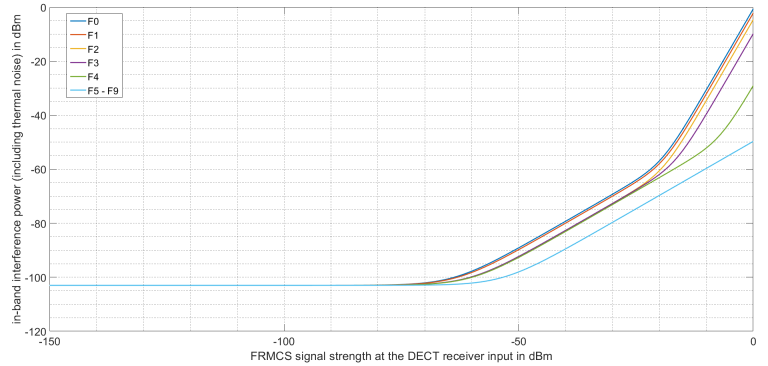 in-band interference power (including thermal noise) in dBm
0
-20
-40
-60
-80
-100
-120
F0
F1
F2
F3
F4
F5 - F9
-150
-100
-50
0
FRMCS signal strength at the DECT receiver input in dBm